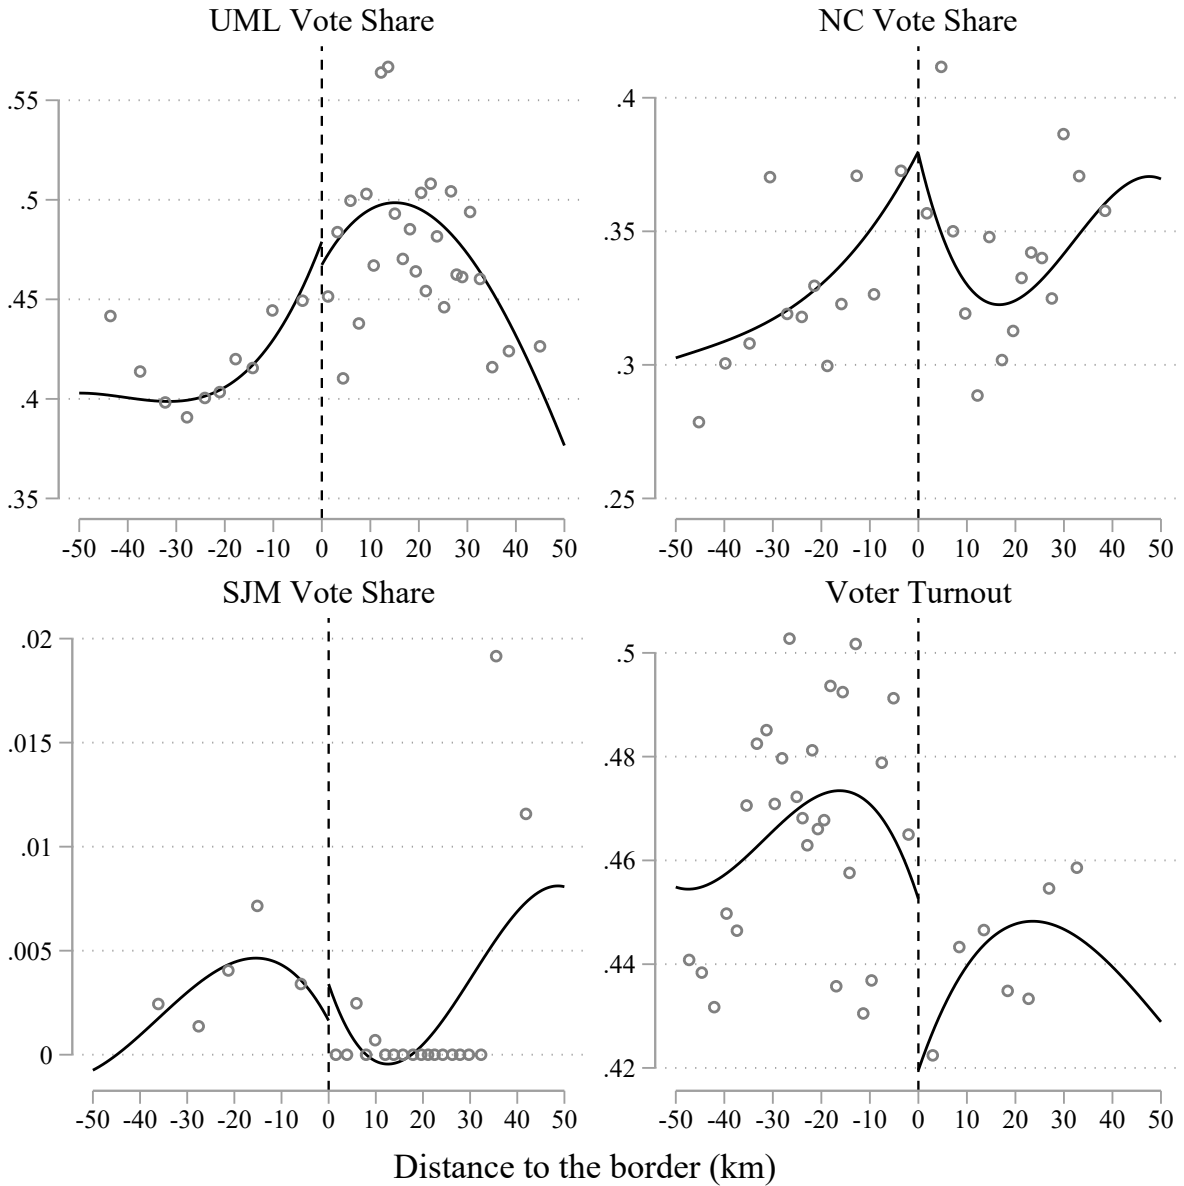 UML Vote Share
.55
.5
.45
.4
.35
-50 -40 -30 -20 -10 0 10 20 30 40 50
NC Vote Share
.4
.35
.3
.25
-50 -40 -30 -20 -10 0 10 20 30 40 50
SJM Vote Share
.02
.015
.01
.005
0
-50 -40 -30 -20 -10 0 10 20 30 40 50
Voter Turnout
.5
.48
.46
.44
.42
-50 -40 -30 -20 -10 0 10 20 30 40 50
Distance to the border (km)